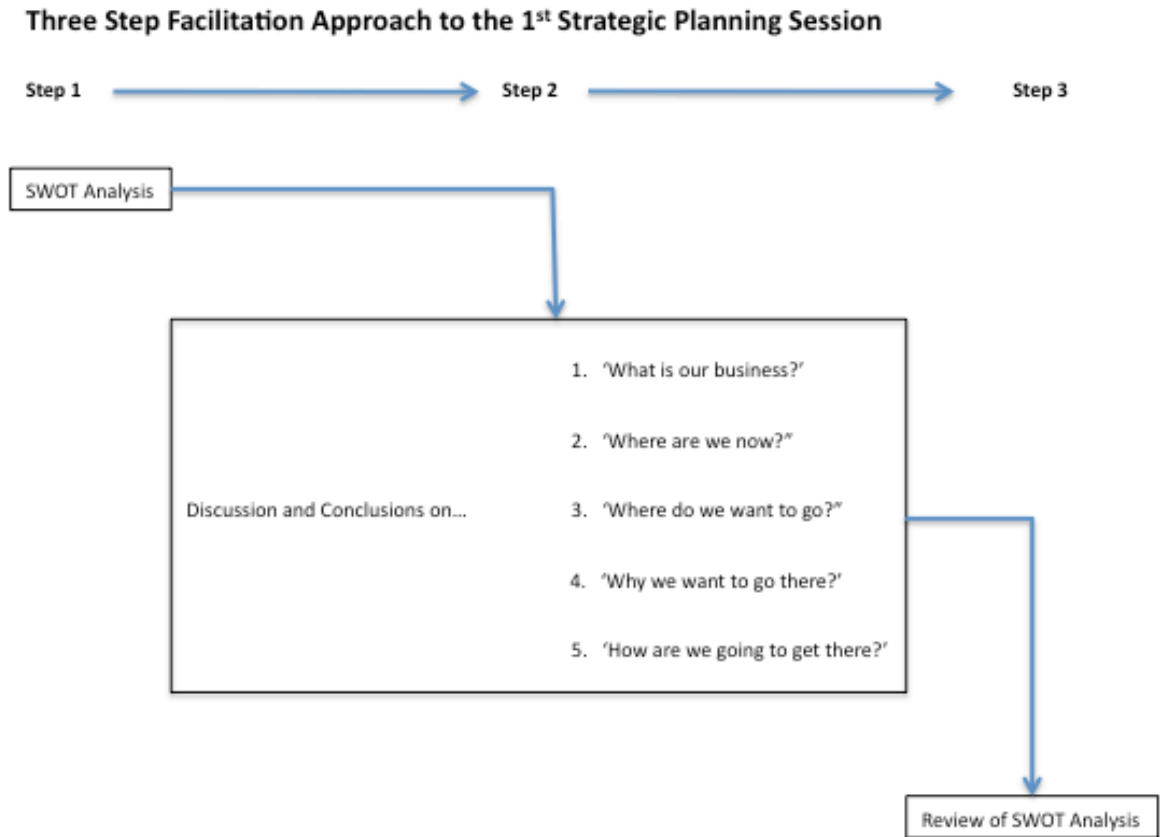 Three Step Facilitation Approach to the 1st Strategic Planning Session
Step 1
Step 2
Step 3
SWOT Analysis
Discussion and Conclusions on...
1. ‘What is our business?’
2. ‘Where are we now?”
3. ‘Where do we want to go?”
4. ‘Why we want to go there?’
5. ‘How are we going to get there?’
Review of SWOT Analysis